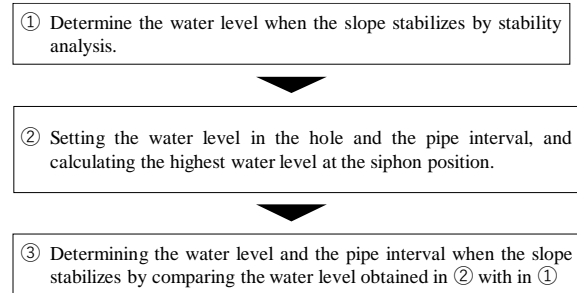 ① Determine the water level when the slope stabilizes by stability
analysis.
② Setting the water level in the hole and the pipe interval, and
calculating the highest water level at the siphon position.
③ Determining the water level and the pipe interval when the slope
stabilizes by comparing the water level obtained in ② with in ①